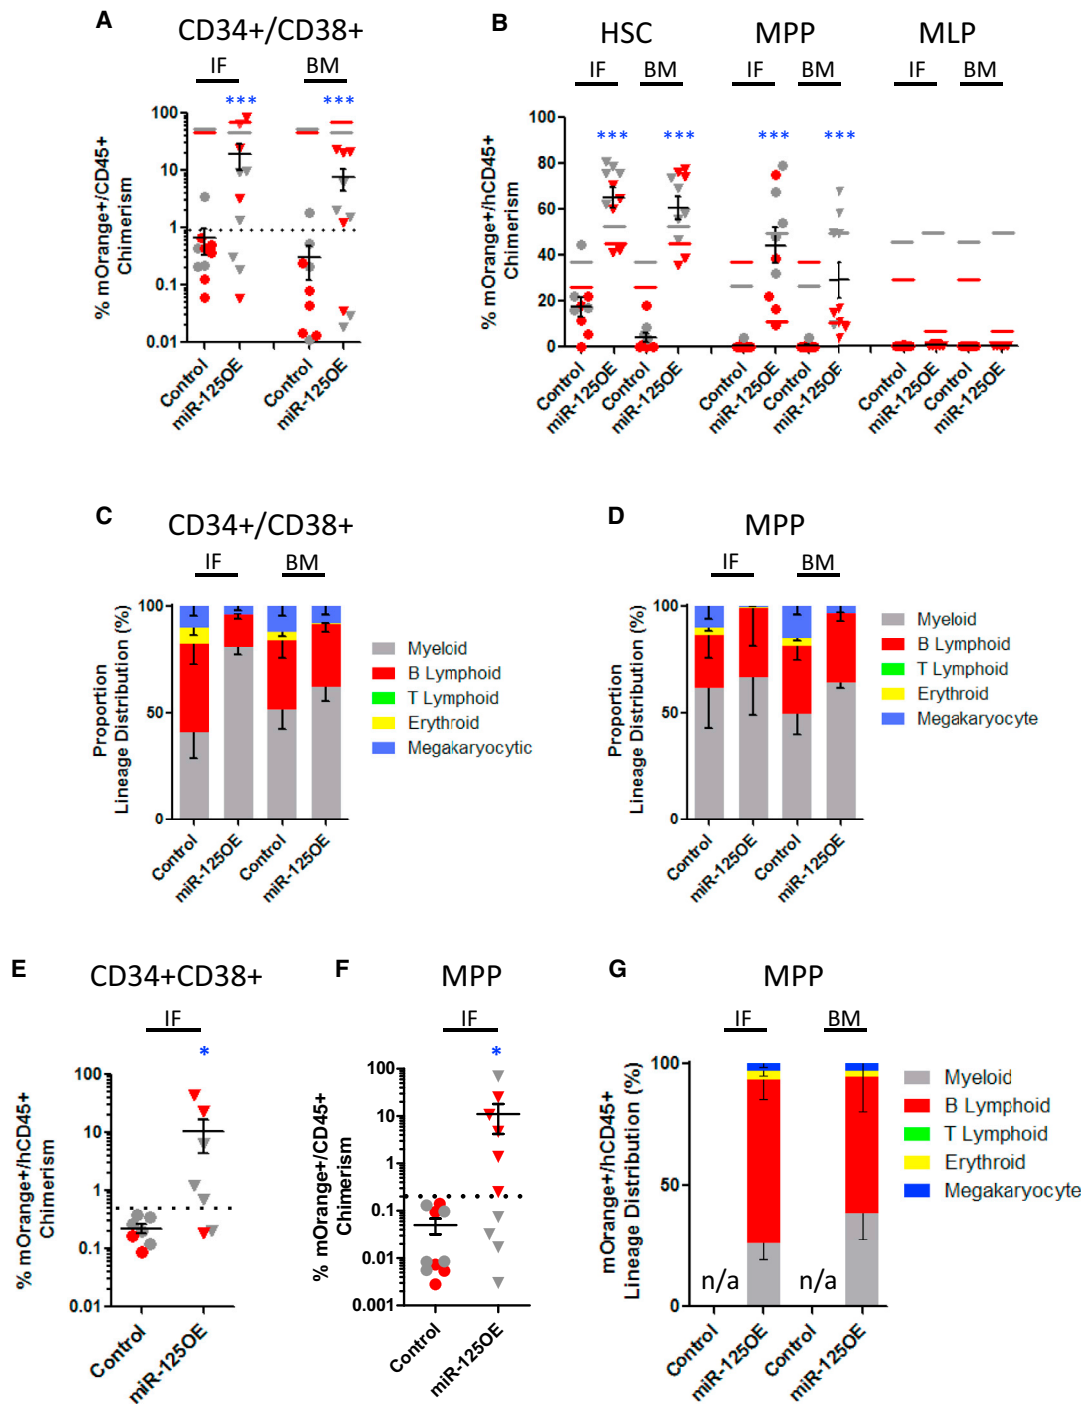 A
CD34+/CD38+
IF
BM
***
***
% mOrange+/CD45+
Chimerism
100
10
1
0.1
0.01
Control
miR-125OE
Control
miR-125OE
B
HSC
MPP
MLP
IF
BM
IF
BM
IF
BM
***
***
***
***
% mOrange+/hCD45+
Chimerism
100
80
60
40
20
0
Control
miR-125OE
Control
miR-125OE
Control
miR-125OE
Control
miR-125OE
Control
miR-125OE
Control
miR-125OE
C
CD34+/CD38+
IF
BM
Proportion
Lineage Distribution (%)
100
50
0
Control
miR-125OE
Control
miR-125OE
Myeloid
B Lymphoid
T Lymphoid
Erythroid
Megakaryocytic
D
MPP
IF
BM
Proportion
Lineage Distribution (%)
100
50
0
Control
miR-125OE
Control
miR-125OE
Myeloid
B Lymphoid
T Lymphoid
Erythroid
Megakaryocyte
E
CD34+CD38+
IF
*
% mOrange+/hCD45+
Chimerism
100
10
1
0.1
0.01
Control
miR-125OE
F
MPP
IF
*
% mOrange+/CD45+
Chimerism
100
10
1
0.1
0.01
0.001
Control
miR-125OE
G
MPP
IF
BM
mOrange+/hCD45+
Lineage Distribution (%)
100
50
0
n/a
n/a
Control
miR-125OE
Control
miR-125OE
Myeloid
B Lymphoid
T Lymphoid
Erythroid
Megakaryocyte